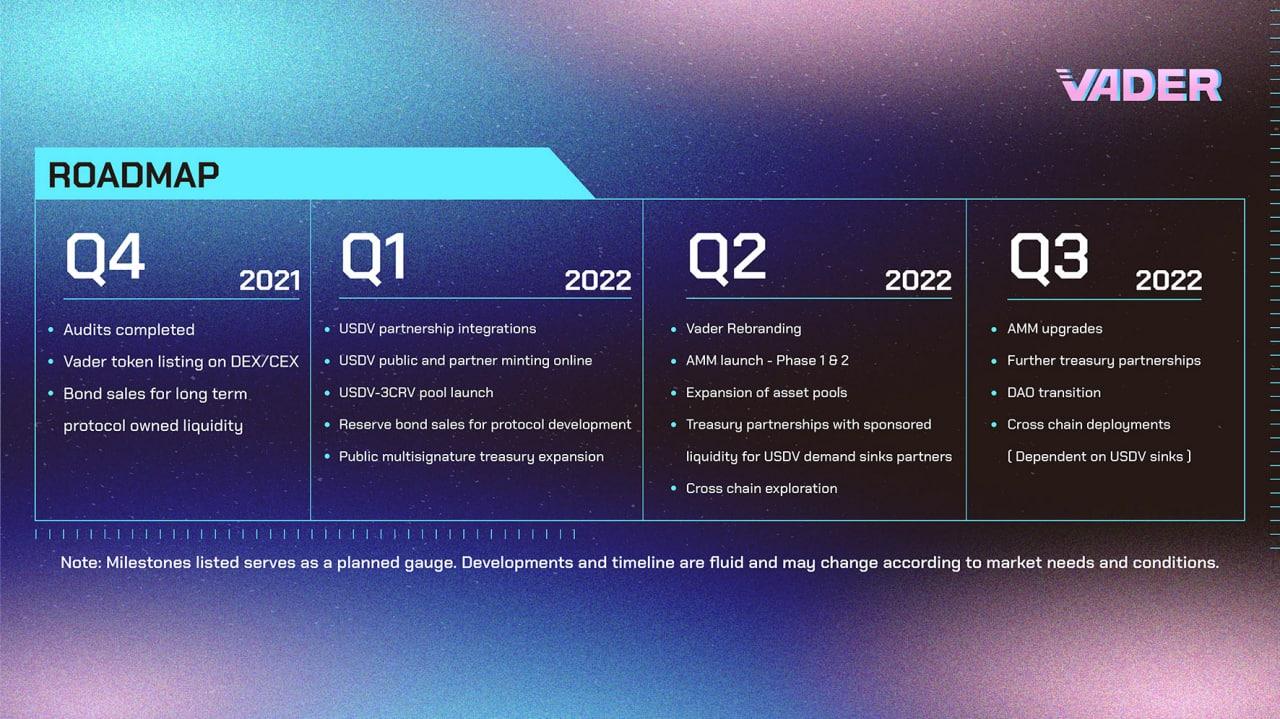 VADER
ROADMAP
Q4 2021
Audits completed
Vader token listing on DEX/CEX
Bond sales for long term
protocol owned liquidity
Q1 2022
USDV partnership integrations
USDV public and partner minting online
USDV-3CRV pool launch
Reserve bond sales for protocol development
Public multisignature treasury expansion
Q2 2022
Vader Rebranding
AMM launch - Phase 1 & 2
Expansion of asset pools
Treasury partnerships with sponsored
liquidity for USDV demand sinks partners
Cross chain exploration
Q3 2022
AMM upgrades
Further treasury partnerships
DAO transition
Cross chain deployments
( Dependent on USDV sinks )
Note: Milestones listed serves as a planned gauge. Developments and timeline are fluid and may change according to market needs and conditions.